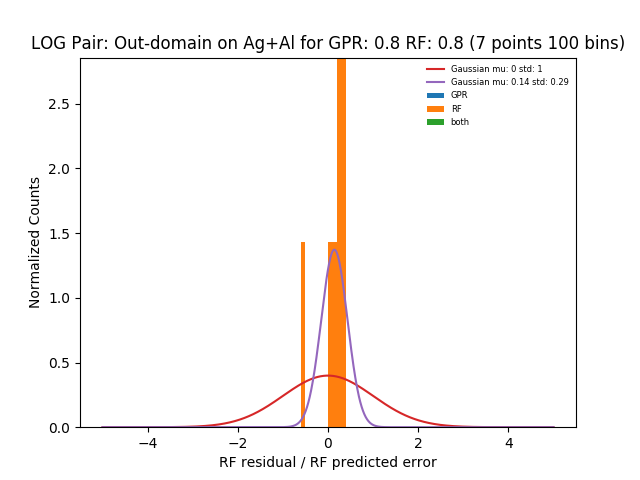 LOG Pair: Out-domain on Ag+Al for GPR: 0.8 RF: 0.8 (7 points 100 bins)
Gaussian mu: 0 std: 1
Gaussian mu: 0.14 std: 0.29
GPR
RF
both
Normalized Counts
2.5
2.0
1.5
1.0
0.5
0.0
−4
−2
0
2
4
RF residual / RF predicted error